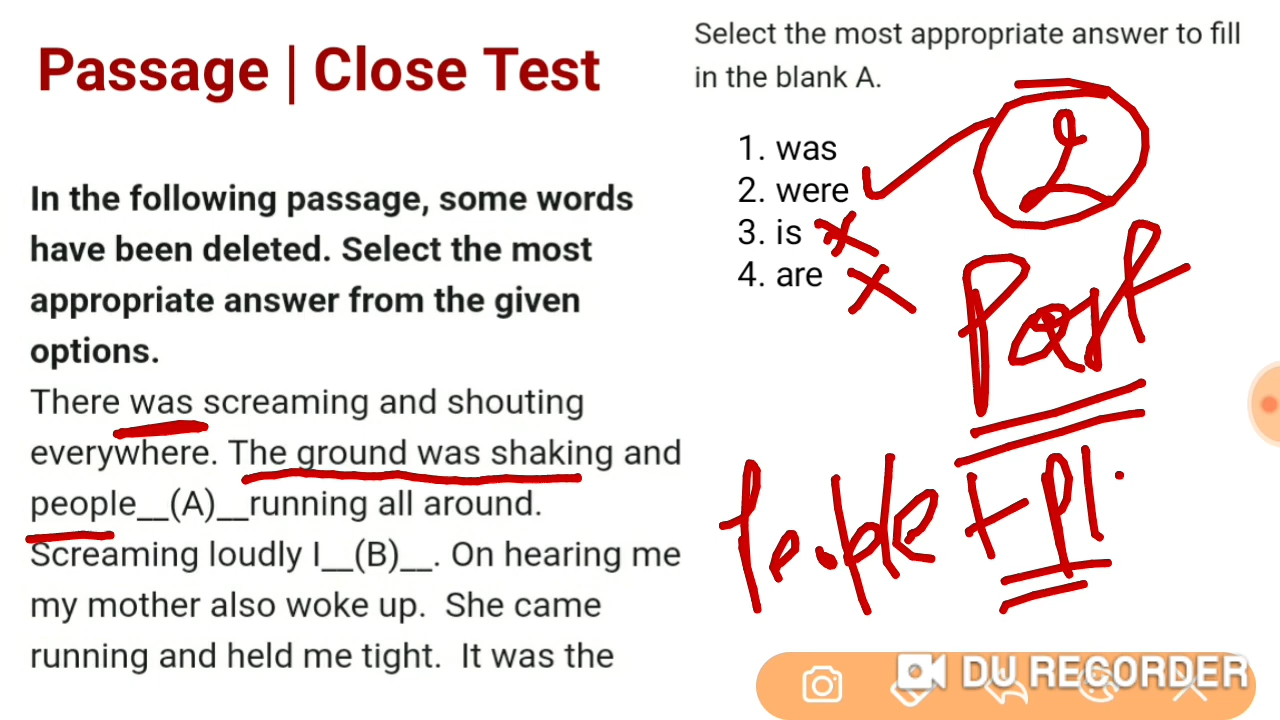 Passage | Close Test
In the following passage, some words
have been deleted. Select the most
appropriate answer from the given
options.
There was screaming and shouting
everywhere. The ground was shaking and
people__(A)__running all around.
Screaming loudly I__(B)__. On hearing me
my mother also woke up.  She came
running and held me tight.  It was the
Select the most appropriate answer to fill
in the blank A.
1. was
2. were
3. is
4. are
2
Past
People + Pl.
DU RECORDER